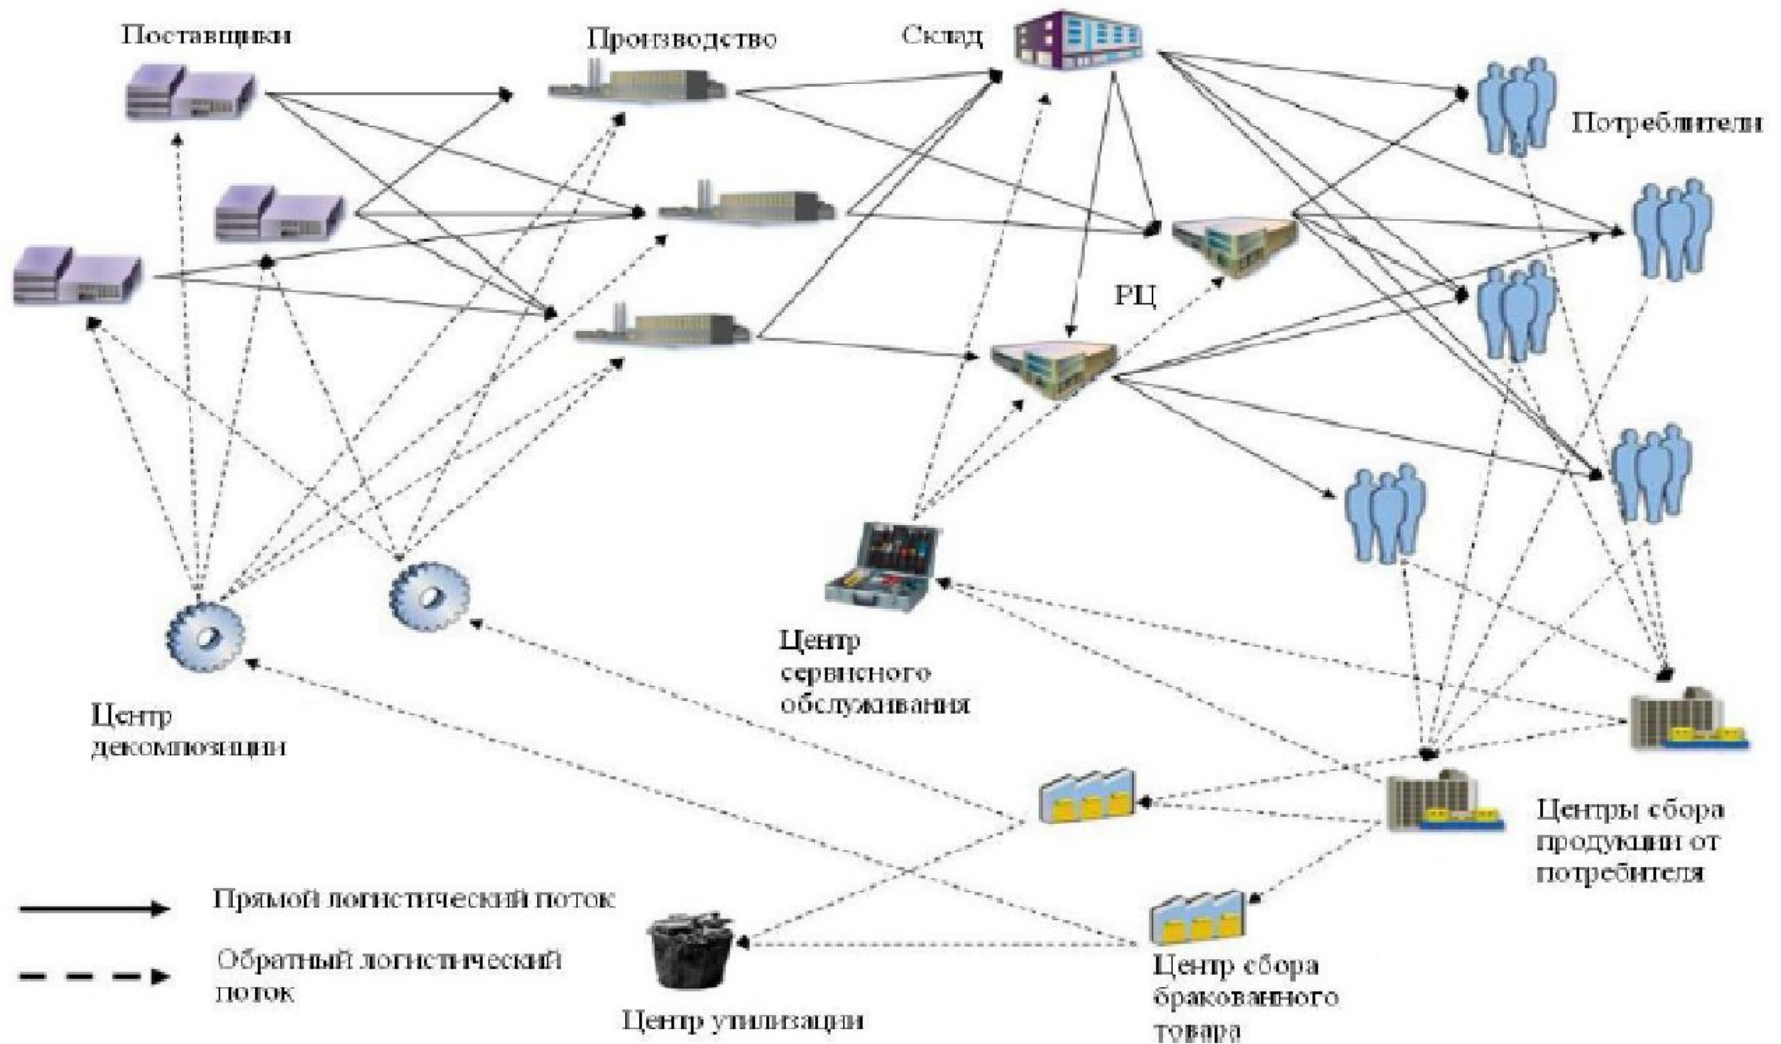 Поставщики
Производство
Склад
Потреблители
РЦ
Центр
сервисного
обслуживания
Центр
декомпозиции
Центры сбора
продукции от
потребителя
Прямой логистический поток
Обратный логистический
поток
Центр сбора
бракованного
товара
Центр утилизации